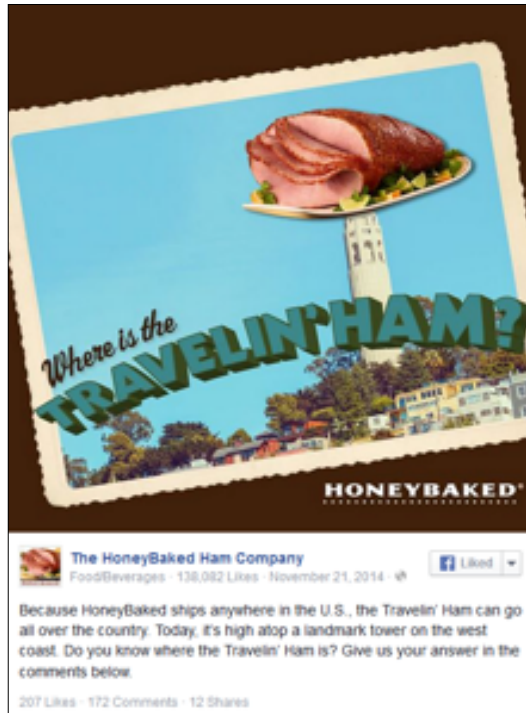 Where is the
TRAVELIN' HAM?
HONEYBAKED®
The HoneyBaked Ham Company
Food/Beverages · 138,082 Likes · November 21, 2014 ·
Liked
Because HoneyBaked ships anywhere in the U.S., the Travelin' Ham can go
all over the country. Today, it's high atop a landmark tower on the west
coast. Do you know where the Travelin' Ham is? Give us your answer in the
comments below.
207 Likes · 172 Comments · 12 Shares